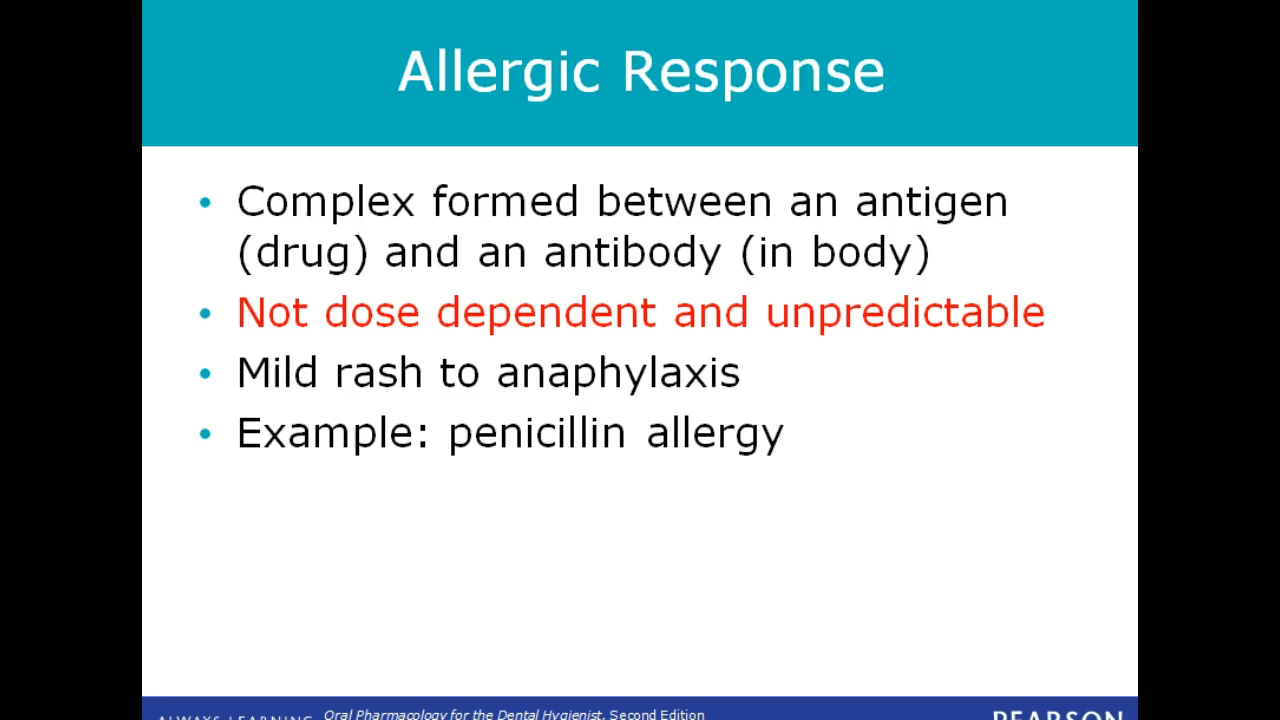 Allergic Response
• Complex formed between an antigen
(drug) and an antibody (in body)
• Not dose dependent and unpredictable
• Mild rash to anaphylaxis
• Example: penicillin allergy
ALWAYS LEARNING Oral Pharmacology for the Dental Hygienist, Second Edition PEARSON